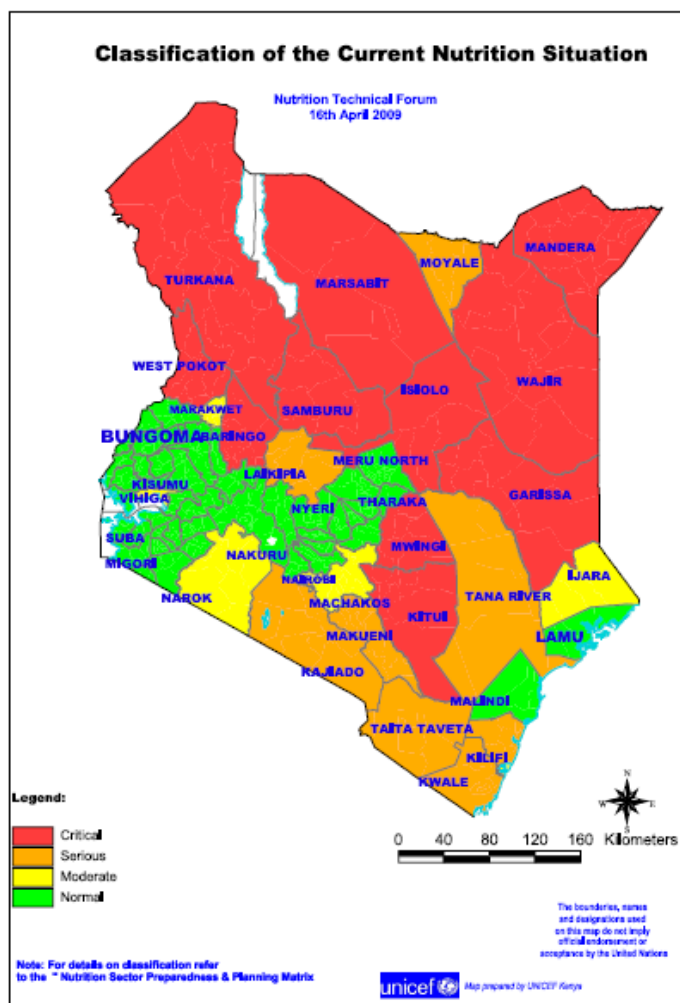 Classification of the Current Nutrition Situation
Nutrition Technical Forum
16th April 2009
MANDERA
MOYALE
TURKANA
MARSABIT
WEST POKOT
ISIOLO
WAJIR
MARAKWET
SAMBURU
BUNGOMA
BARINGO
MERU NORTH
LAIKIPIA
KISUMU
GARISSA
VIHIGA
THARAKA
NYERI
SUBA
MWINGI
NAKURU
MIGORI
NAIROBI
IJARA
NAROK
TANA RIVER
MACHAKOS
KITUI
MAKUENI
LAMU
KAJIADO
MALINDI
TAITA TAVETA
KILIFI
KWALE
N
W E
S
Legend:
Critical
Serious
Moderate
Normal
0 40 80 120 160 Kilometers
The bounderies, names
and designations used
on this map do not imply
official endorsement or
acceptance by the United Nations
Note: For details on classification refer
to the " Nutrition Sector Preparedness & Planning Matrix
unicef
Map prepared by UNICEF Kenya